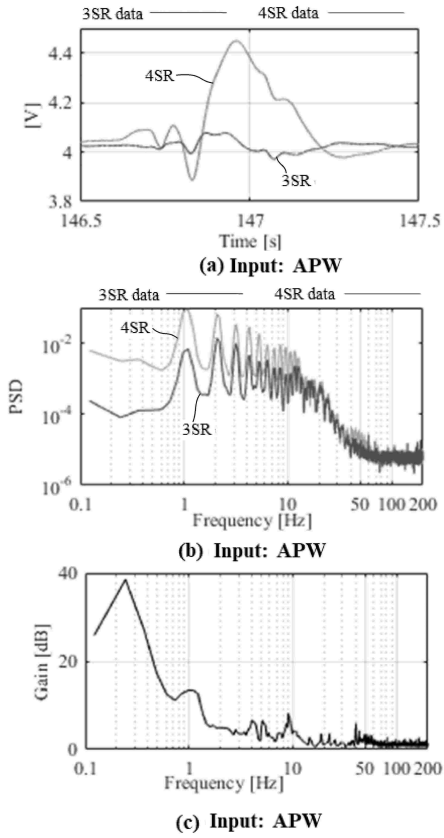 3SR data 4SR data
4.4
4SR
4.2
[V]
4
3SR
3.8
146.5 147 147.5
Time [s]
(a) Input: APW
3SR data 4SR data
4SR
10-2
PSD
3SR
10-4
10-6
0.1 1 10 50 100 200
Frequency [Hz]
(b) Input: APW
40
Gain [dB]
20
0
0.1 1 10 50 100 200
Frequency [Hz]
(c) Input: APW